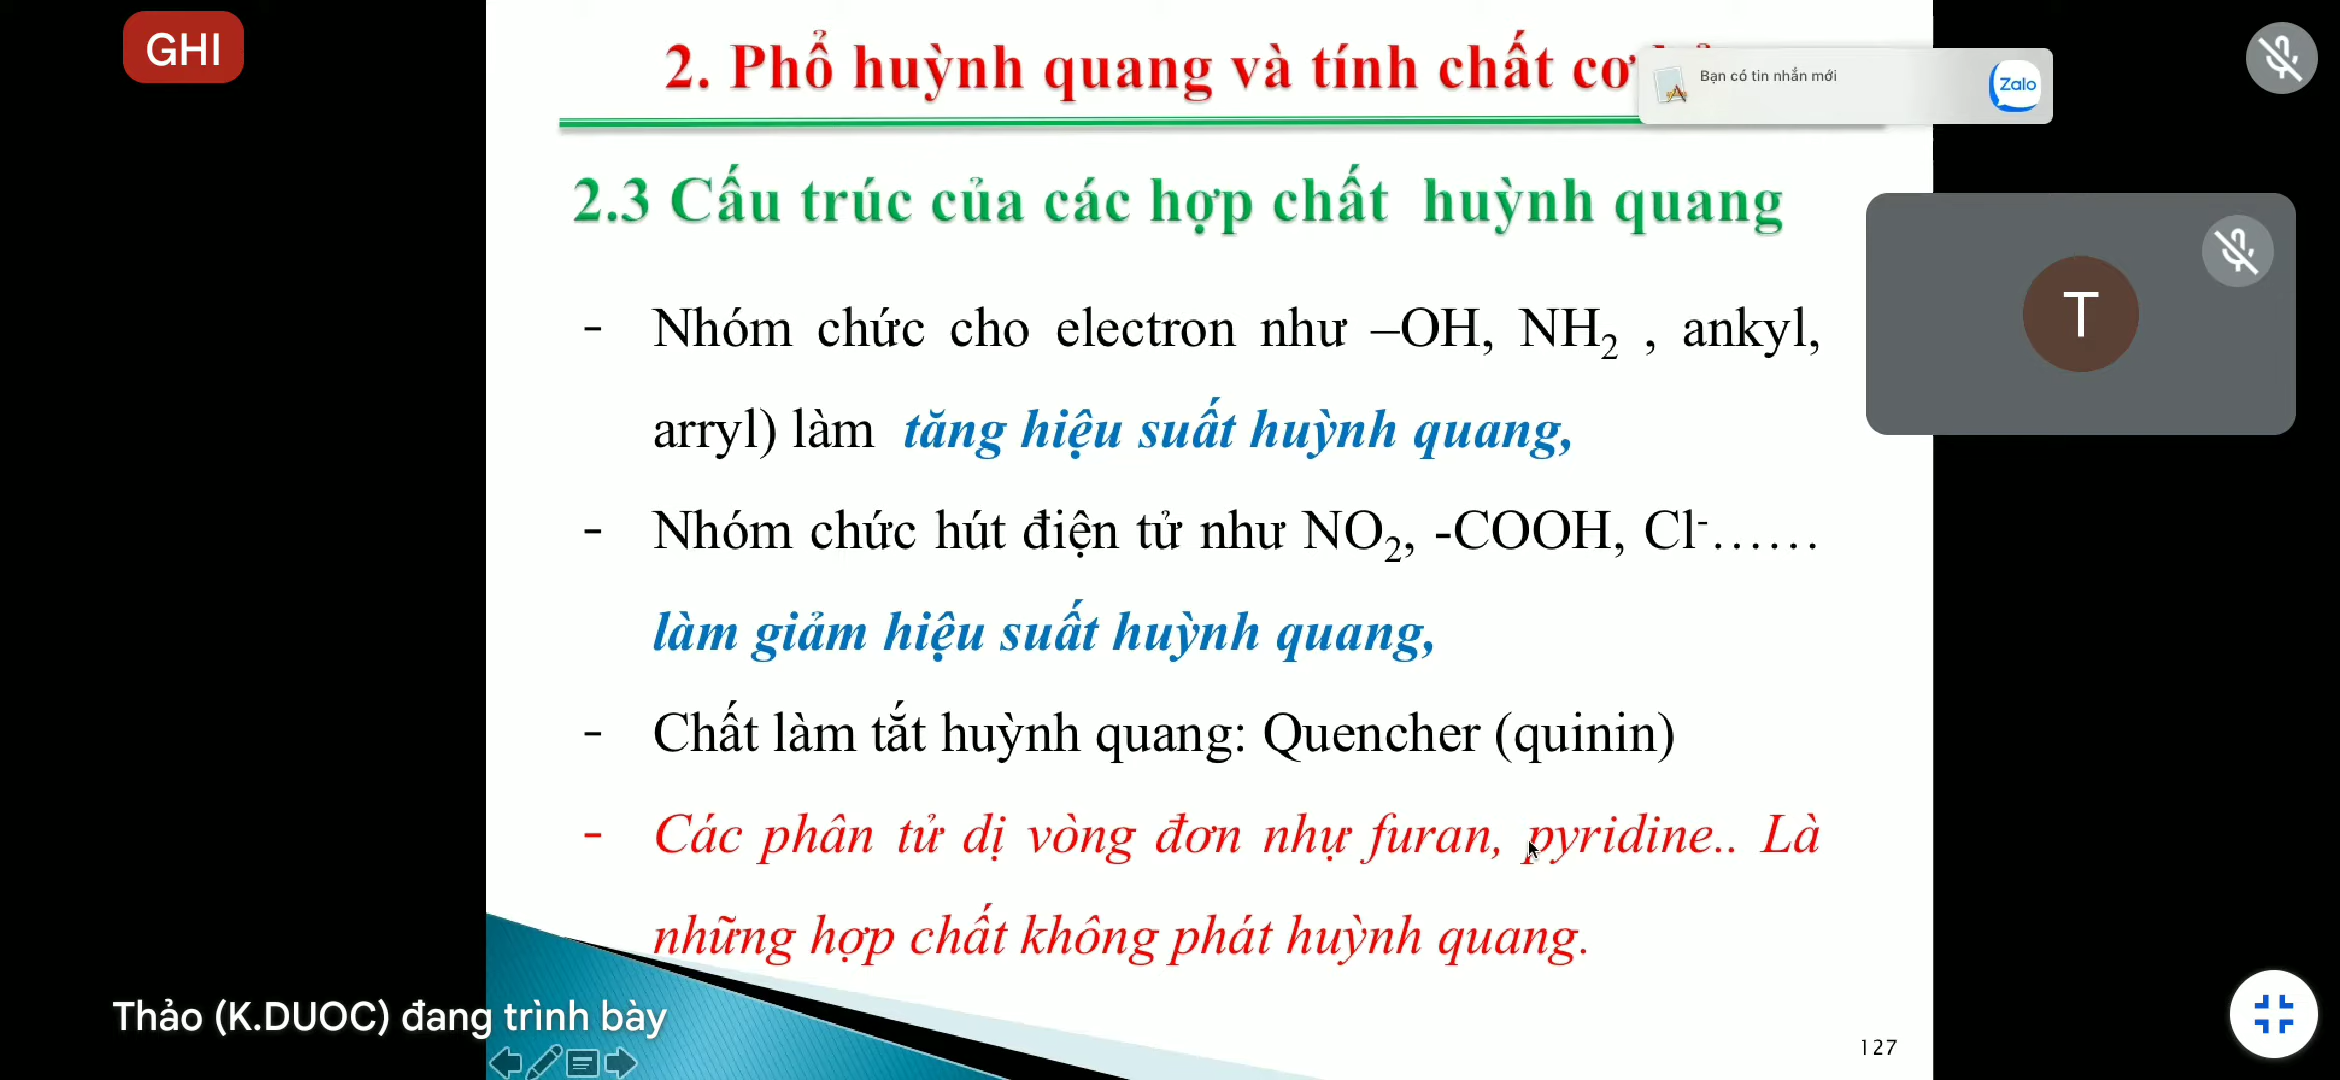 GHI
2. Phổ huỳnh quang và tính chất cơ
Bạn có tin nhắn mới
Zalo
2.3 Cấu trúc của các hợp chất huỳnh quang
T
- Nhóm chức cho electron như –OH, NH₂ , ankyl,
arryl) làm tăng hiệu suất huỳnh quang,
- Nhóm chức hút điện tử như NO₂, -COOH, Cl⁻......
làm giảm hiệu suất huỳnh quang,
- Chất làm tắt huỳnh quang: Quencher (quinin)
- Các phân tử dị vòng đơn như furan, pyridine.. Là
những hợp chất không phát huỳnh quang.
Thảo (K.DUOC) đang trình bày
127